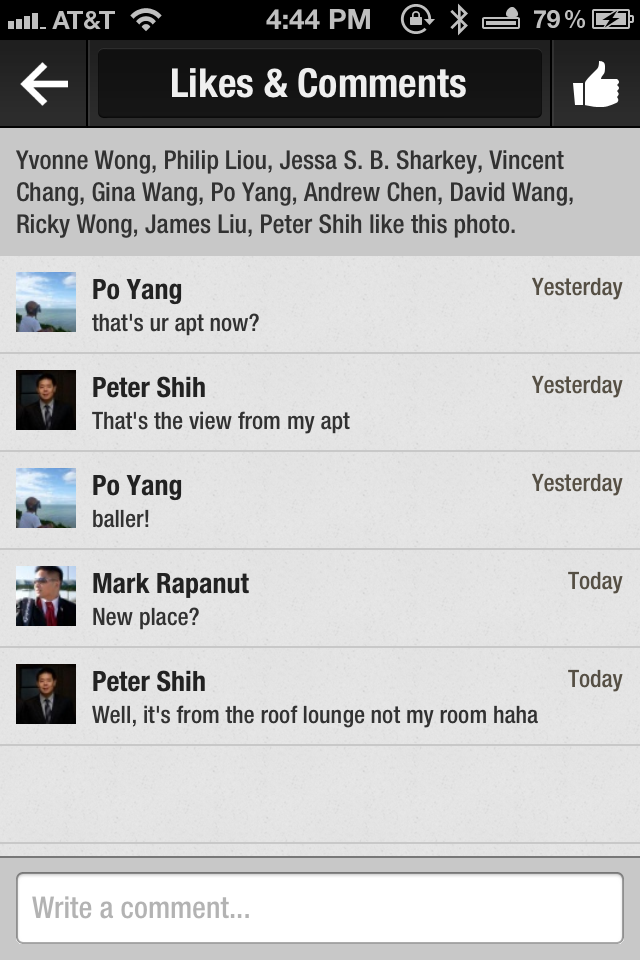 AT&T 4:44 PM 79%
Likes & Comments
Yvonne Wong, Philip Liou, Jessa S. B. Sharkey, Vincent
Chang, Gina Wang, Po Yang, Andrew Chen, David Wang,
Ricky Wong, James Liu, Peter Shih like this photo.
Po Yang Yesterday
that's ur apt now?
Peter Shih Yesterday
That's the view from my apt
Po Yang Yesterday
baller!
Mark Rapanut Today
New place?
Peter Shih Today
Well, it's from the roof lounge not my room haha
Write a comment...